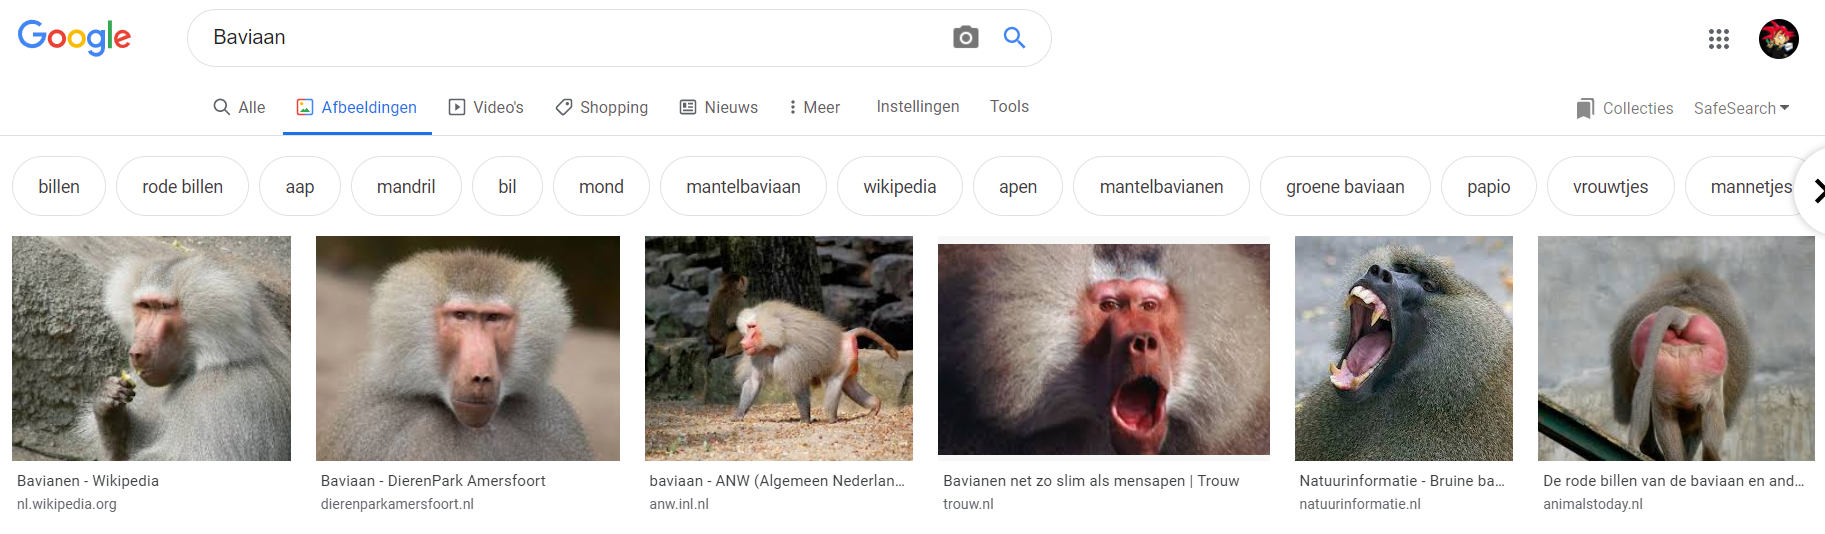 Google
Baviaan
Alle
Afbeeldingen
Video's
Shopping
Nieuws
Meer
Instellingen
Tools
Collecties
SafeSearch
billen
rode billen
aap
mandril
bil
mond
mantelbaviaan
wikipedia
apen
mantelbavianen
groene baviaan
papio
vrouwtjes
mannetjes
Bavianen - Wikipedia
nl.wikipedia.org
Baviaan - DierenPark Amersfoort
dierenparkamersfoort.nl
baviaan - ANW (Algemeen Nederlan...
anw.inl.nl
Bavianen net zo slim als mensapen | Trouw
trouw.nl
Natuurinformatie - Bruine ba...
natuurinformatie.nl
De rode billen van de baviaan en and...
animalstoday.nl